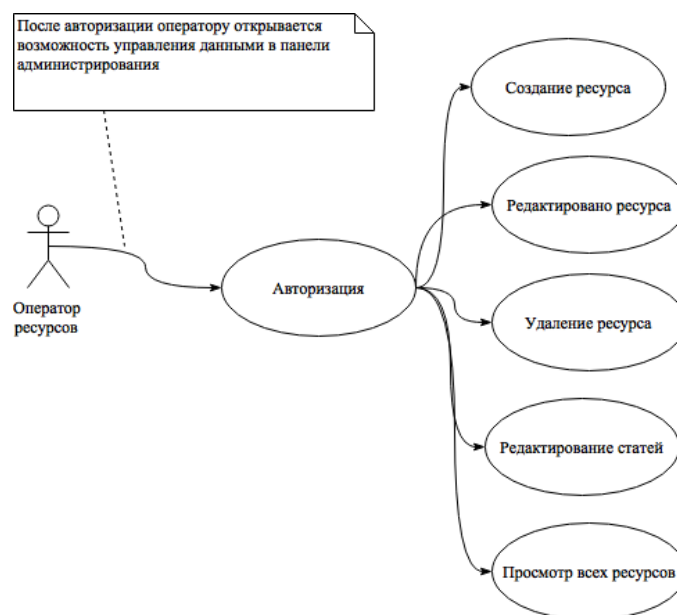 После авторизации оператору открывается
возможность управления данными в панели
администрирования
Создание ресурса
Редактировано ресурса
Оператор
ресурсов
Авторизация
Удаление ресурса
Редактирование статей
Просмотр всех ресурсов